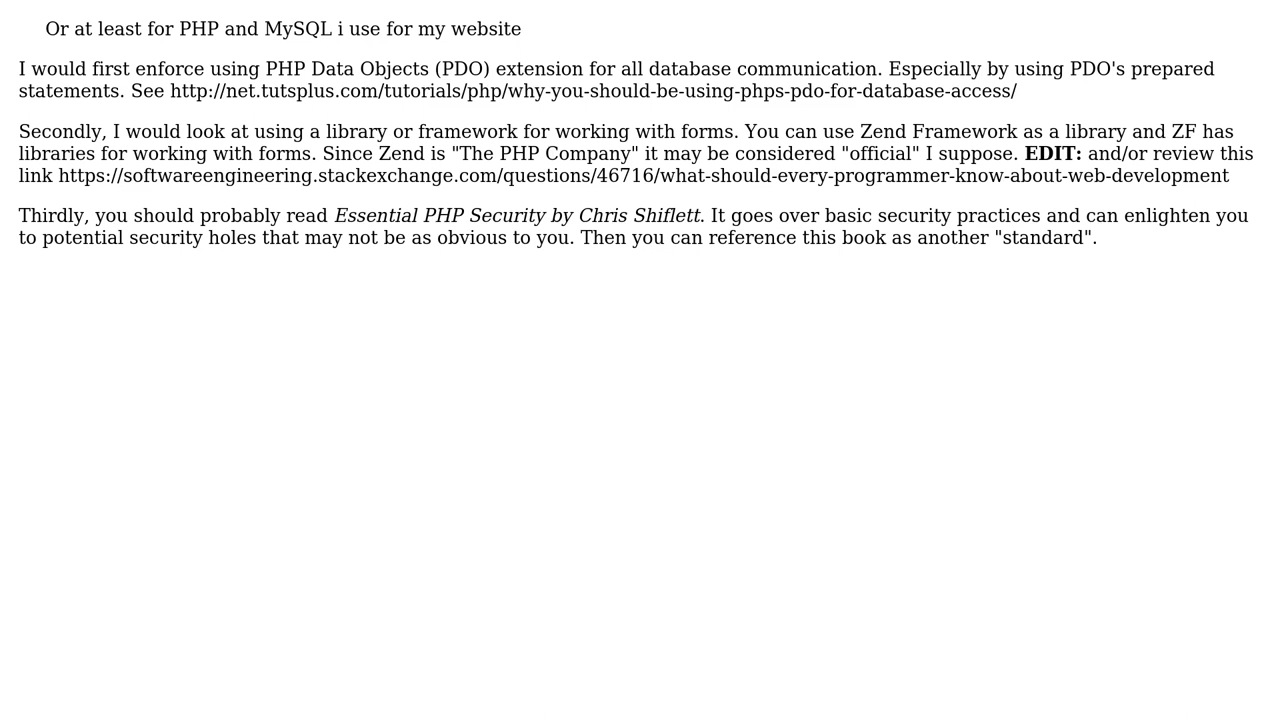 Or at least for PHP and MySQL i use for my website
I would first enforce using PHP Data Objects (PDO) extension for all database communication. Especially by using PDO's prepared
statements. See http://net.tutsplus.com/tutorials/php/why-you-should-be-using-phps-pdo-for-database-access/
Secondly, I would look at using a library or framework for working with forms. You can use Zend Framework as a library and ZF has
libraries for working with forms. Since Zend is "The PHP Company" it may be considered "official" I suppose. EDIT: and/or review this
link https://softwareengineering.stackexchange.com/questions/46716/what-should-every-programmer-know-about-web-development
Thirdly, you should probably read Essential PHP Security by Chris Shiflett. It goes over basic security practices and can enlighten you
to potential security holes that may not be as obvious to you. Then you can reference this book as another "standard".